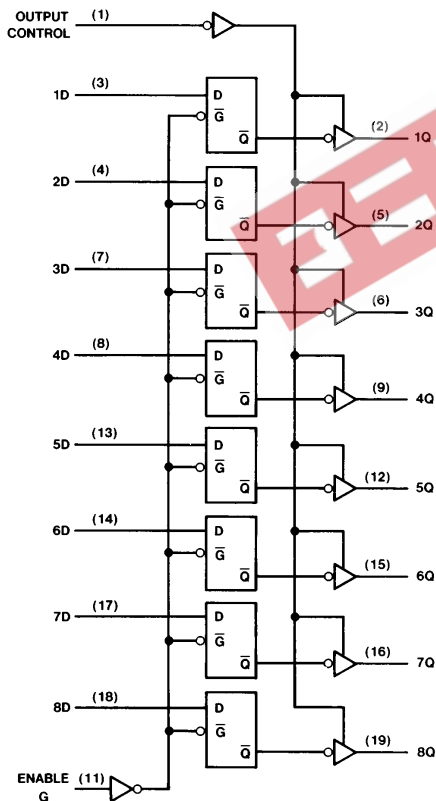 OUTPUT CONTROL (1)
1D (3) D
G̅
Q̅ (2) 1Q
2D (4) D
G̅
Q̅ (5) 2Q
3D (7) D
G̅
Q̅ (6) 3Q
4D (8) D
G̅
Q̅ (9) 4Q
5D (13) D
G̅
Q̅ (12) 5Q
6D (14) D
G̅
Q̅ (15) 6Q
7D (17) D
G̅
Q̅ (16) 7Q
8D (18) D
G̅
Q̅ (19) 8Q
ENABLE G (11)